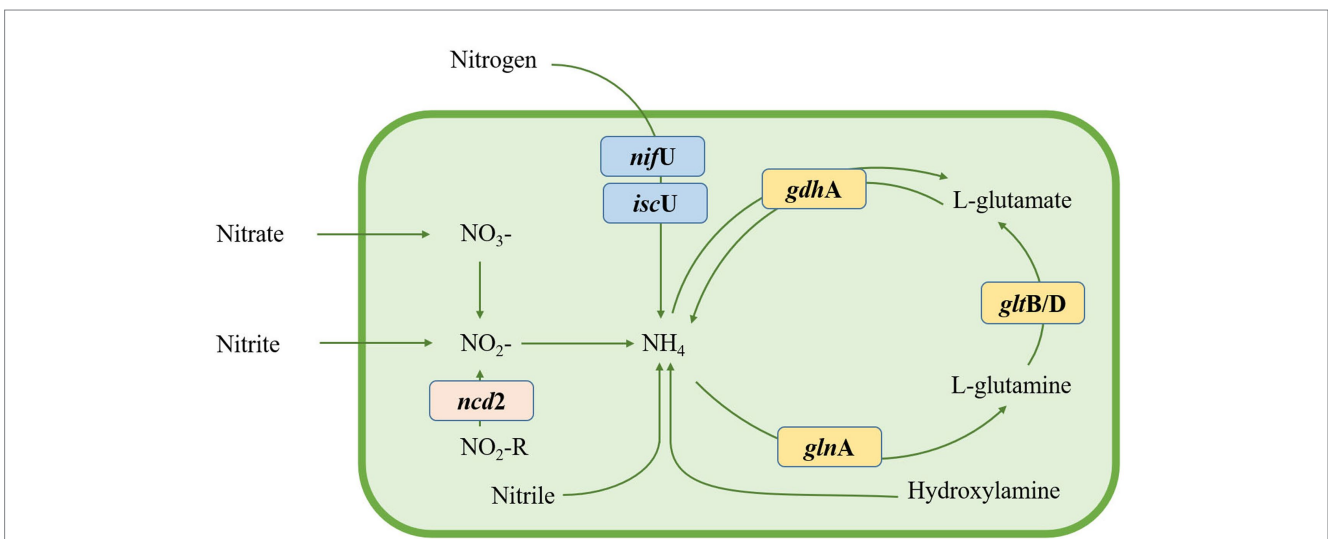 Nitrogen
nifU
iscU
gdhA
L-glutamate
Nitrate
NO₃-
gltB/D
Nitrite
NO₂-
NH₄
L-glutamine
ncd2
NO₂-R
glnA
Nitrile
Hydroxylamine